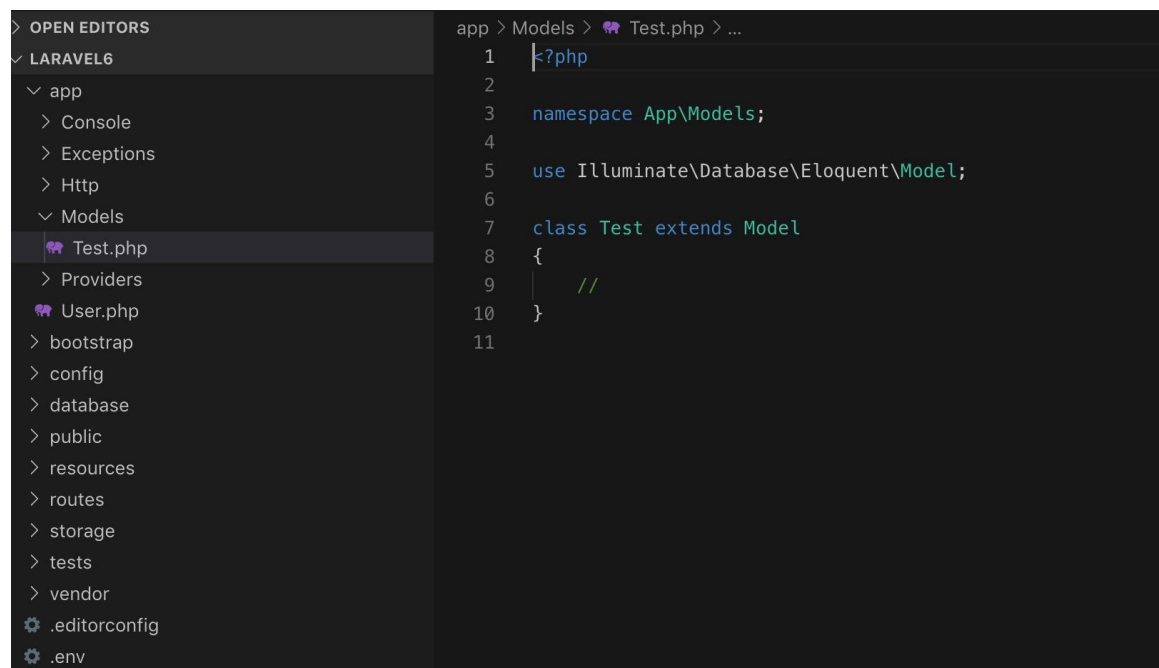 OPEN EDITORS
LARAVEL6
app
Console
Exceptions
Http
Models
Test.php
Providers
User.php
bootstrap
config
database
public
resources
routes
storage
tests
vendor
.editorconfig
.env
app > Models > Test.php > ...
1 <?php
2
3 namespace App\Models;
4
5 use Illuminate\Database\Eloquent\Model;
6
7 class Test extends Model
8 {
9 //
10 }
11